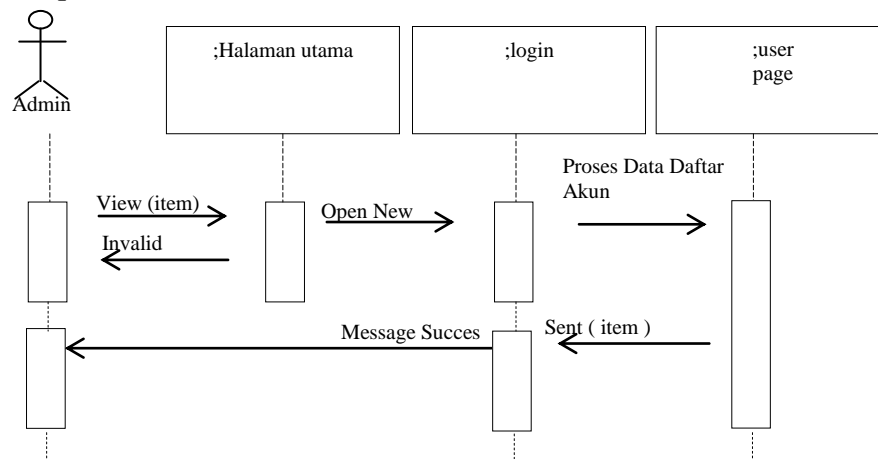 Admin
;Halaman utama
;login
;user
page
Proses Data Daftar
Akun
View (item)
Open New
Invalid
Message Succes
Sent ( item )